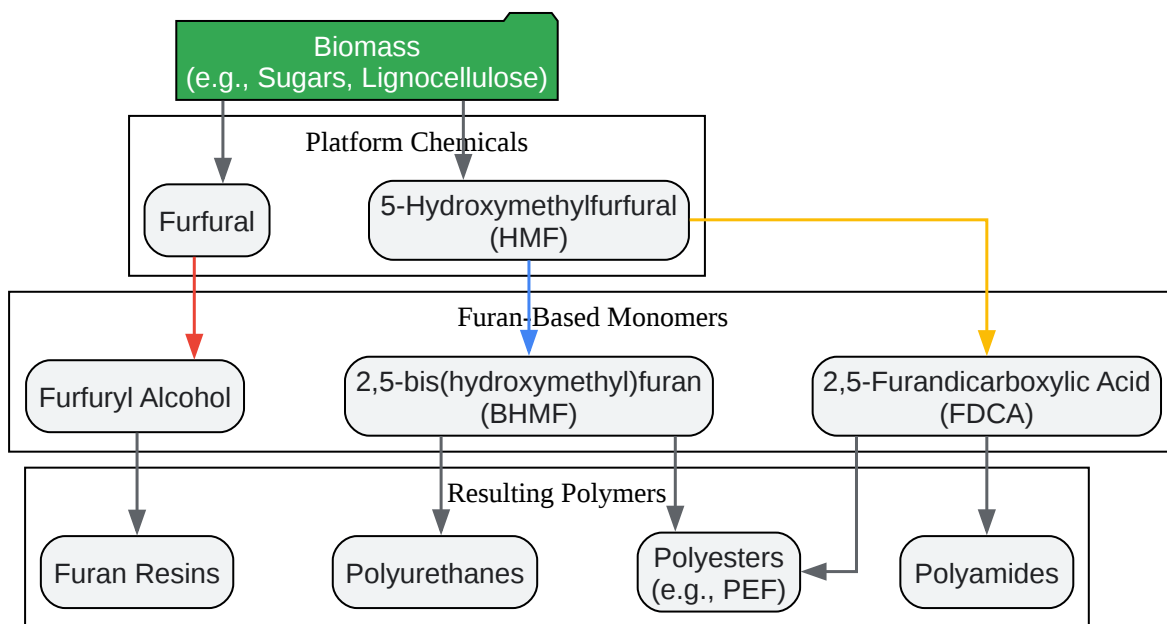 Biomass
(e.g., Sugars, Lignocellulose)
Platform Chemicals
Furfural
5-Hydroxymethylfurfural
(HMF)
Furan-Based Monomers
Furfuryl Alcohol
2,5-bis(hydroxymethyl)furan
(BHMF)
2,5-Furandicarboxylic Acid
(FDCA)
Resulting Polymers
Furan Resins
Polyurethanes
Polyesters
(e.g., PEF)
Polyamides